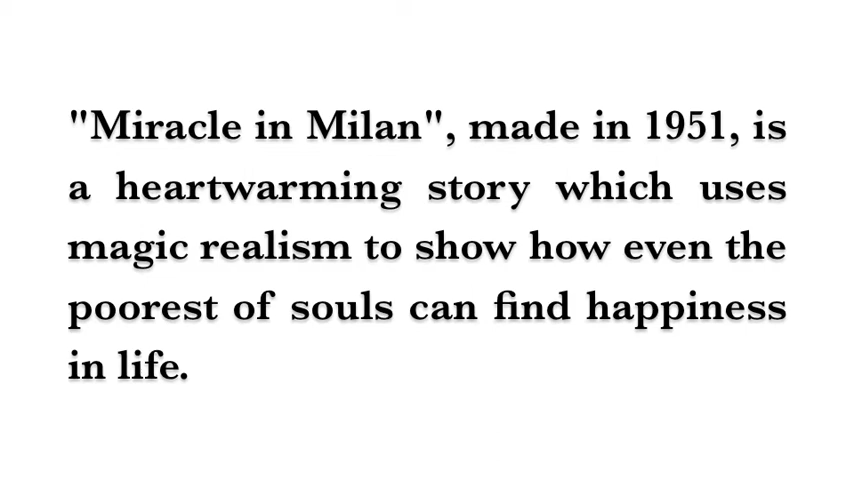 "Miracle in Milan", made in 1951, is
a heartwarming story which uses
magic realism to show how even the
poorest of souls can find happiness
in life.